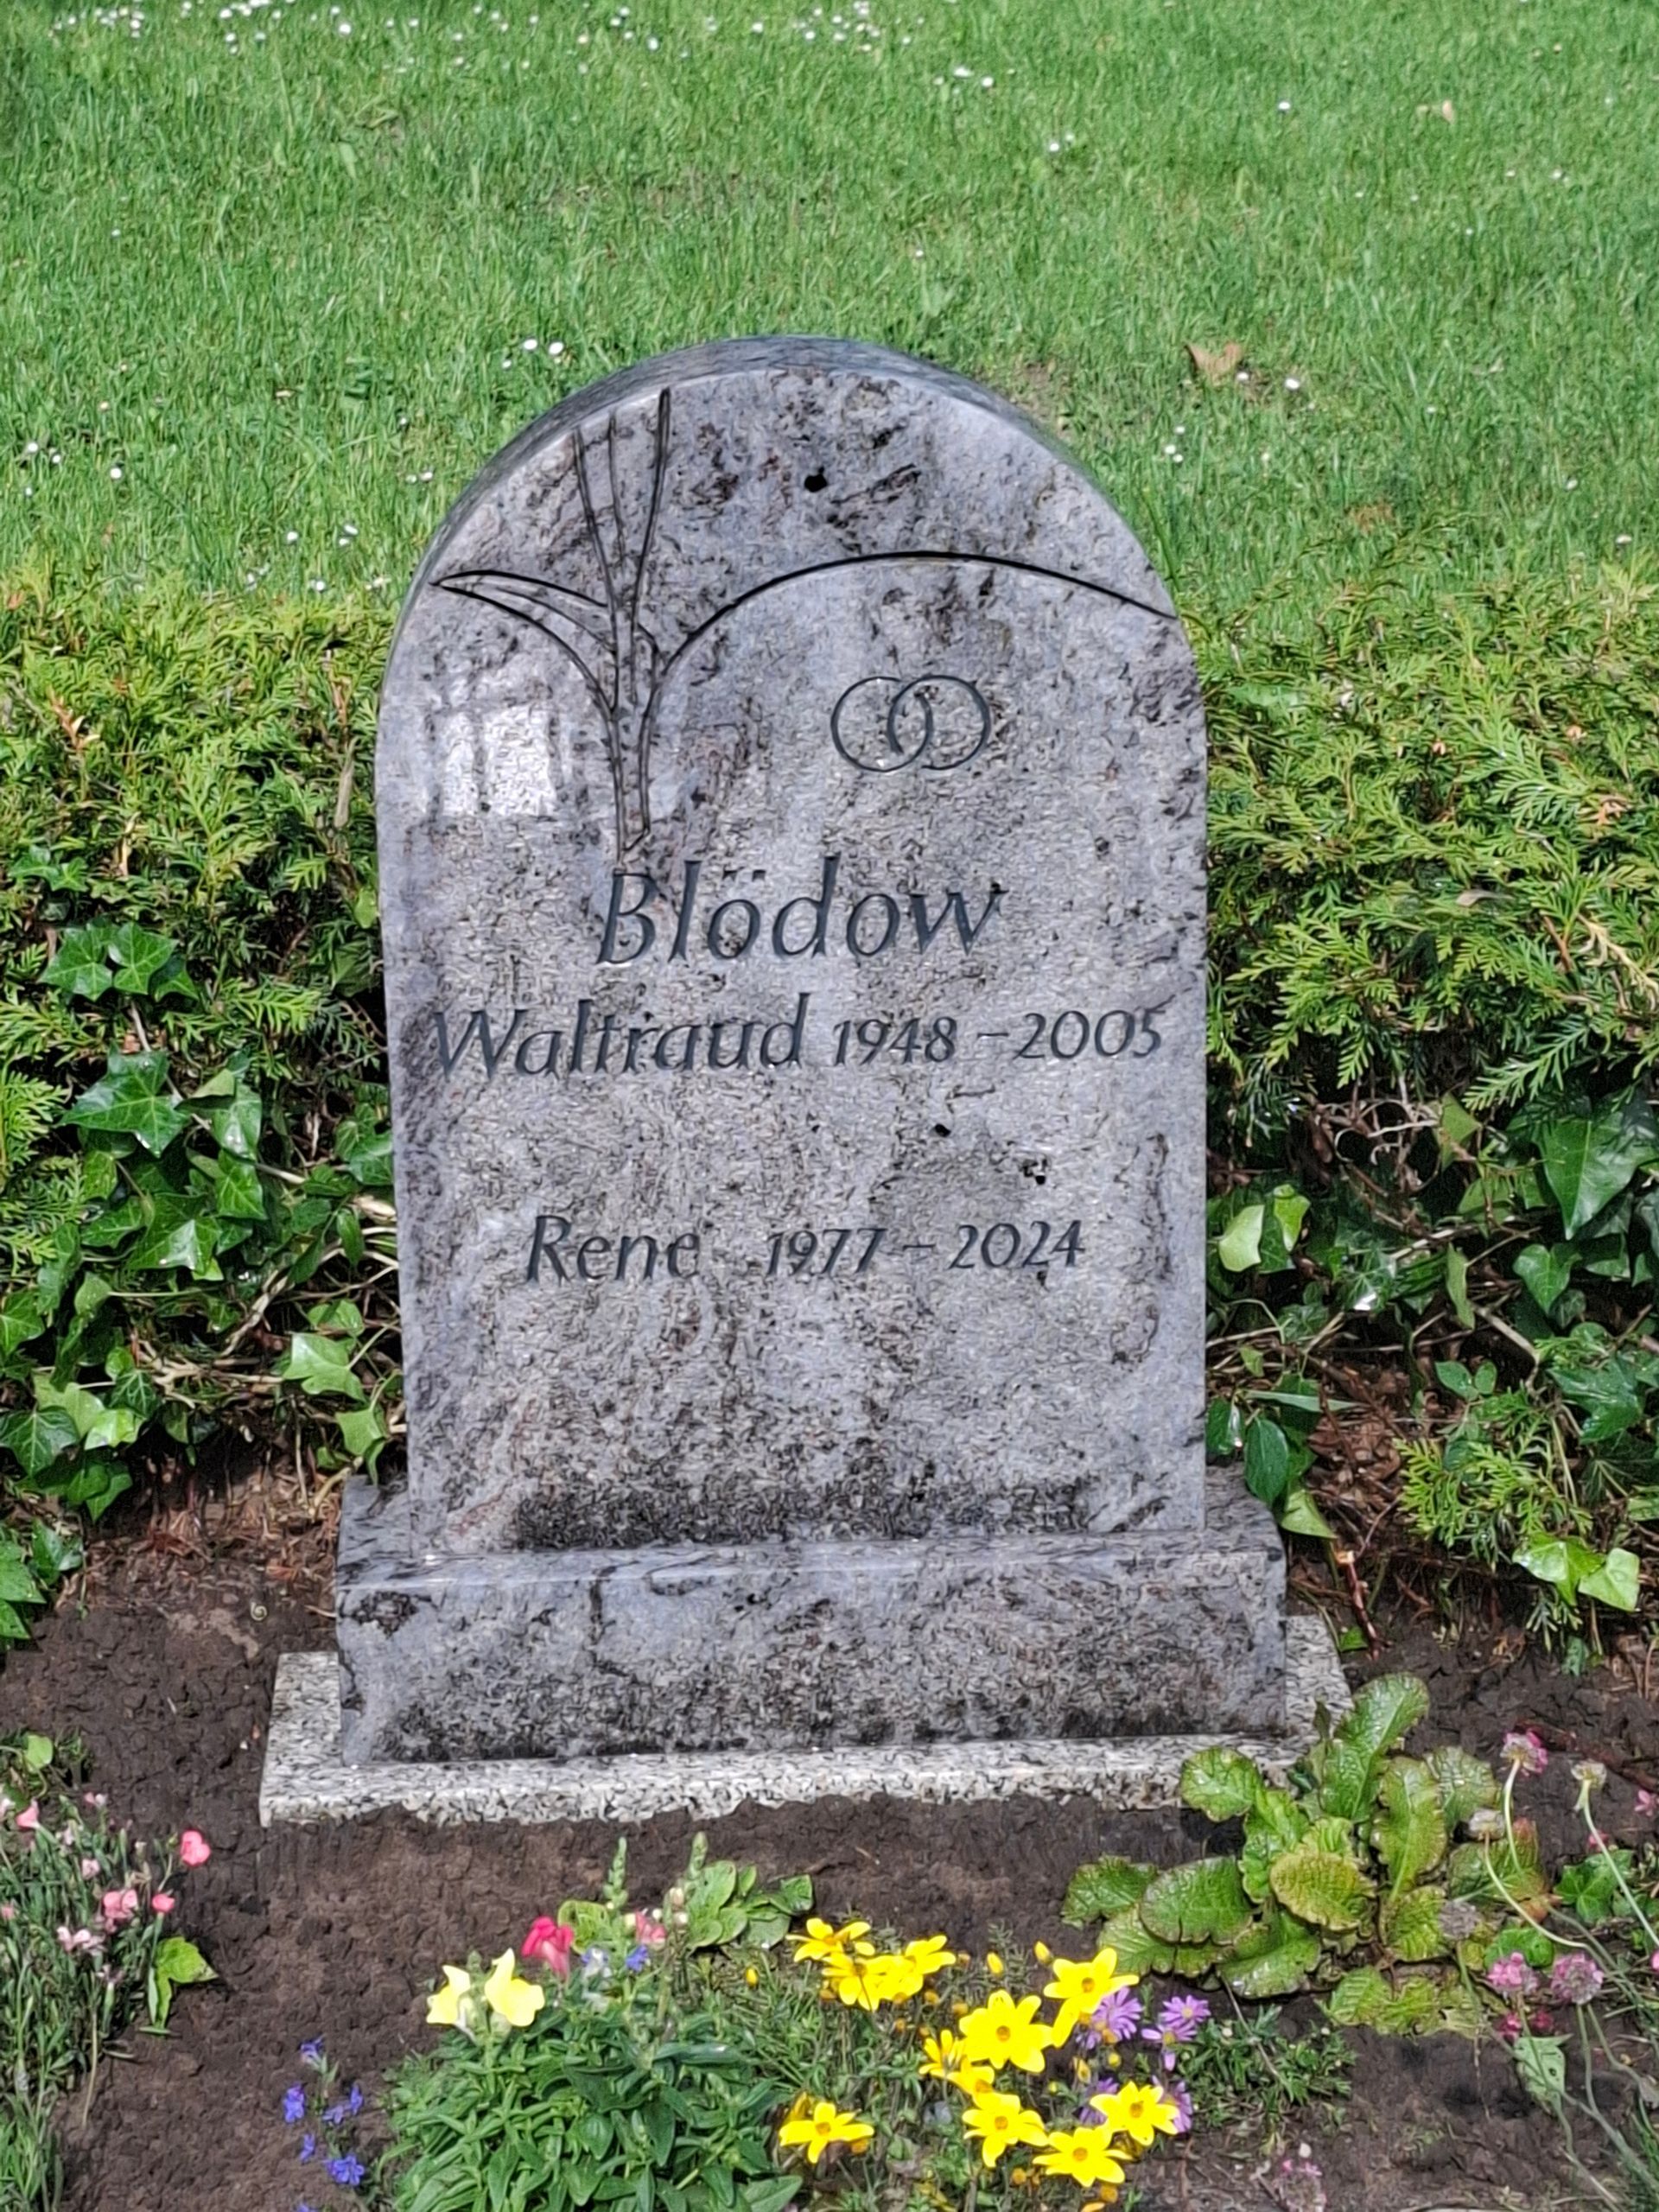 Blödow
Waltraud 1948 – 2005
Rene 1977 – 2024